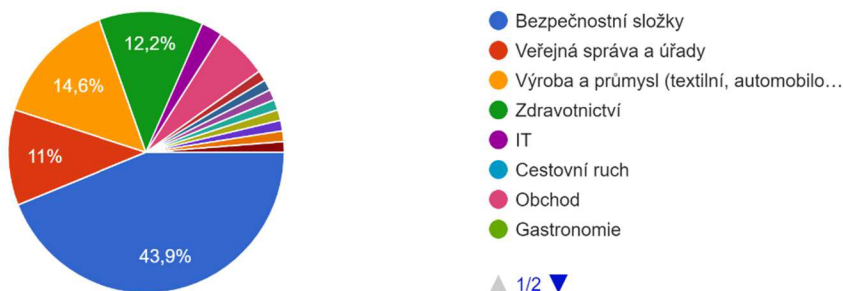 12,2%
14,6%
11%
43,9%
Bezpečnostní složky
Veřejná správa a úřady
Výroba a průmysl (textilní, automobilo…
Zdravotnictví
IT
Cestovní ruch
Obchod
Gastronomie
1/2